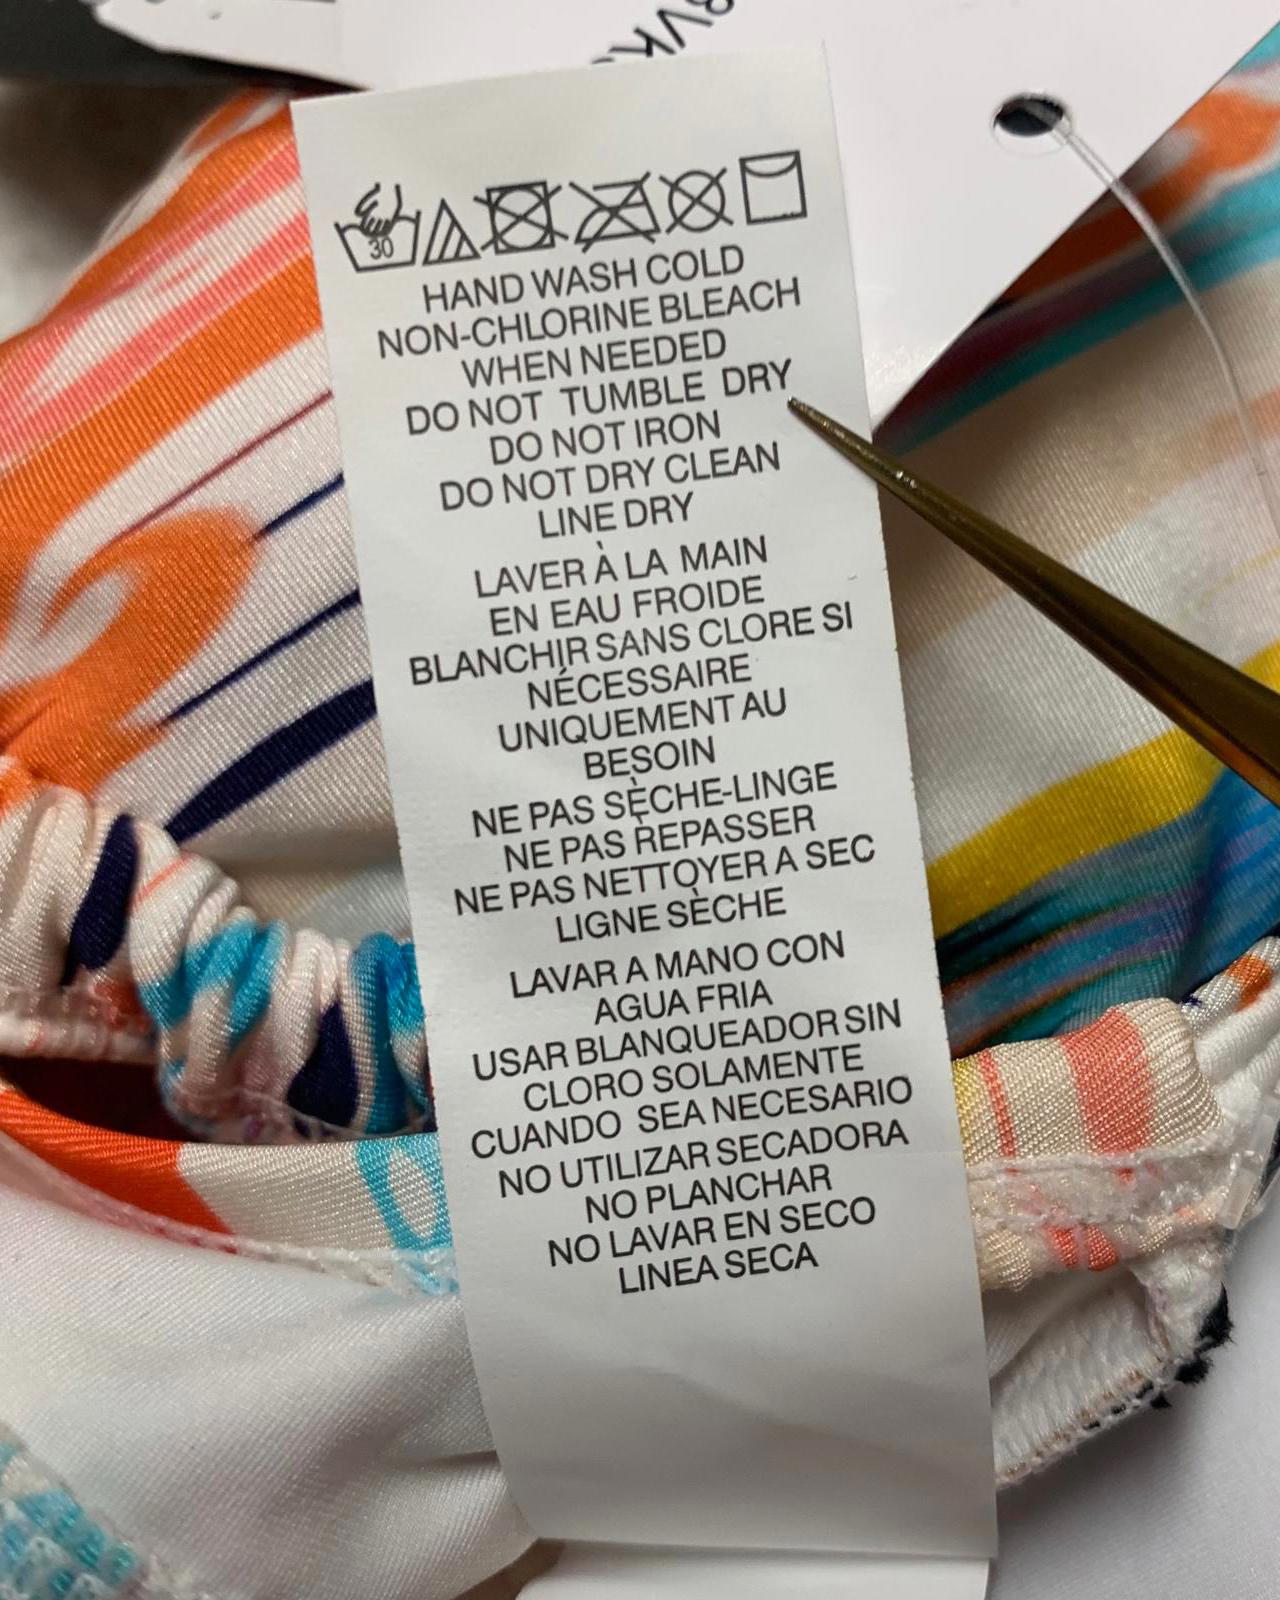 30
HAND WASH COLD
NON-CHLORINE BLEACH
WHEN NEEDED
DO NOT TUMBLE DRY
DO NOT IRON
DO NOT DRY CLEAN
LINE DRY
LAVER À LA MAIN
EN EAU FROIDE
BLANCHIR SANS CLORE SI
NÉCESSAIRE
UNIQUEMENT AU
BESOIN
NE PAS SÈCHE-LINGE
NE PAS REPASSER
NE PAS NETTOYER A SEC
LIGNE SÈCHE
LAVAR A MANO CON
AGUA FRIA
USAR BLANQUEADOR SIN
CLORO SOLAMENTE
CUANDO SEA NECESARIO
NO UTILIZAR SECADORA
NO PLANCHAR
NO LAVAR EN SECO
LINEA SECA